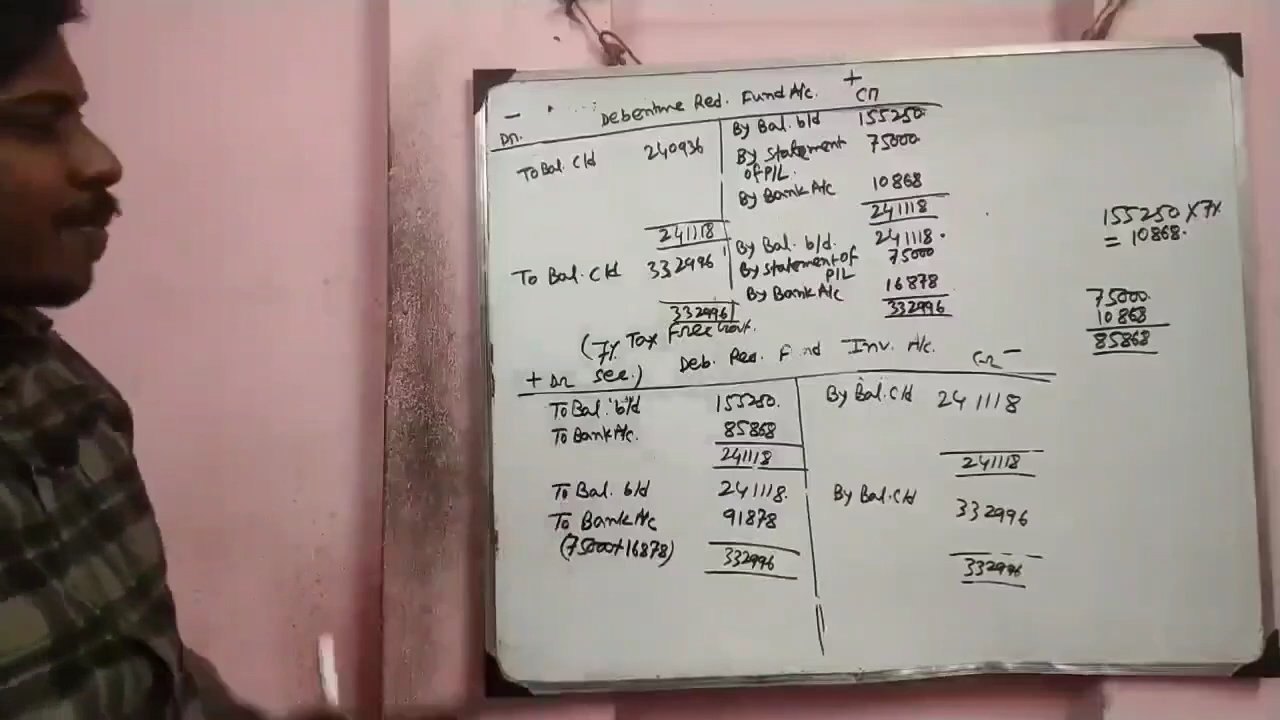 Debenture Red. Fund A/c.
− +
Dr. Cr
To Bal. C/d 240936 By Bal. b/d 155250
By Statement of P/L. 75000
By Bank A/c 10868
241118 241118
To Bal. C/d 332996 By Bal. b/d. 241118.
By Statement of P/L 75000
By Bank A/c 16878
332996 332996
155250 X 7%
= 10868.
75000.
10868
85868
(7% Tax Free Govt.
Sec.)
Deb. Red. Fund Inv. A/c.
+ Dr Cr −
To Bal. b/d 155250. By Bal. C/d 241118
To Bank A/c. 85868
241118 241118
To Bal. b/d 241118. By Bal. C/d 332996
To Bank A/c 91878
(75000+16878) 332996 332996